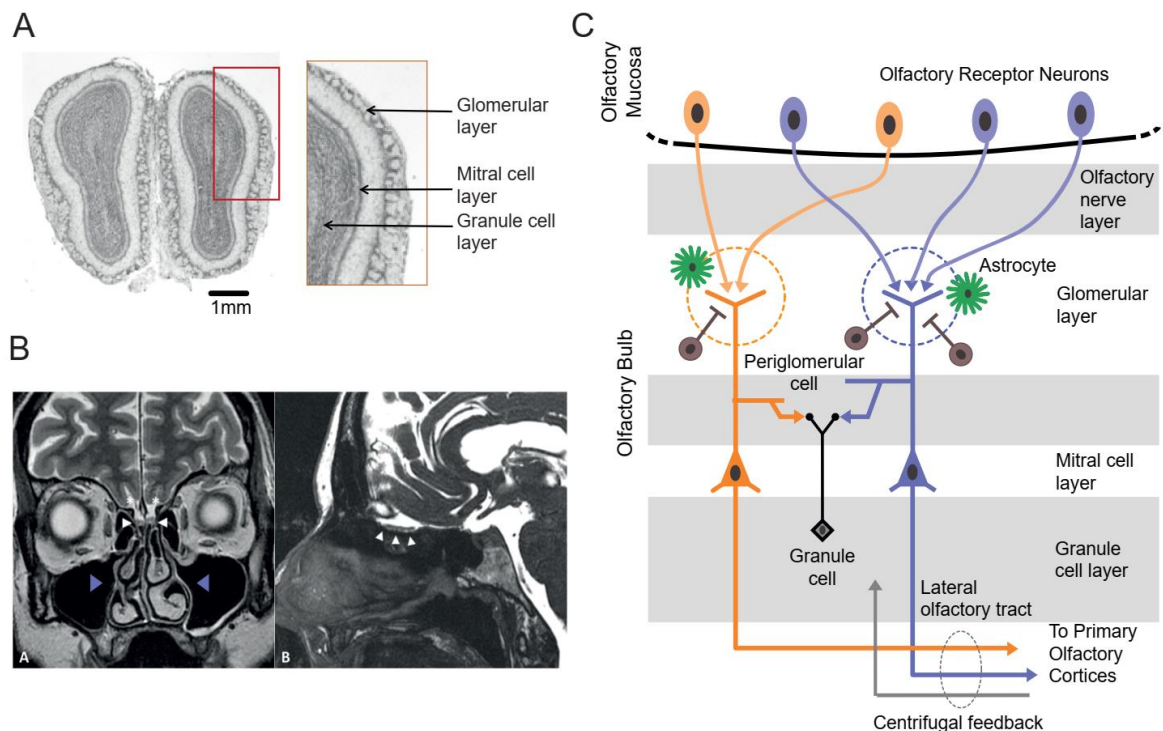 A
Glomerular
layer
Mitral cell
layer
Granule cell
layer
1mm
B
* *
A
B
C
Olfactory
Mucosa
Olfactory Receptor Neurons
Olfactory
nerve
layer
Astrocyte
Glomerular
layer
Olfactory Bulb
Periglomerular
cell
Mitral cell
layer
Granule
cell
Granule
cell layer
Lateral
olfactory tract
To Primary
Olfactory
Cortices
Centrifugal feedback